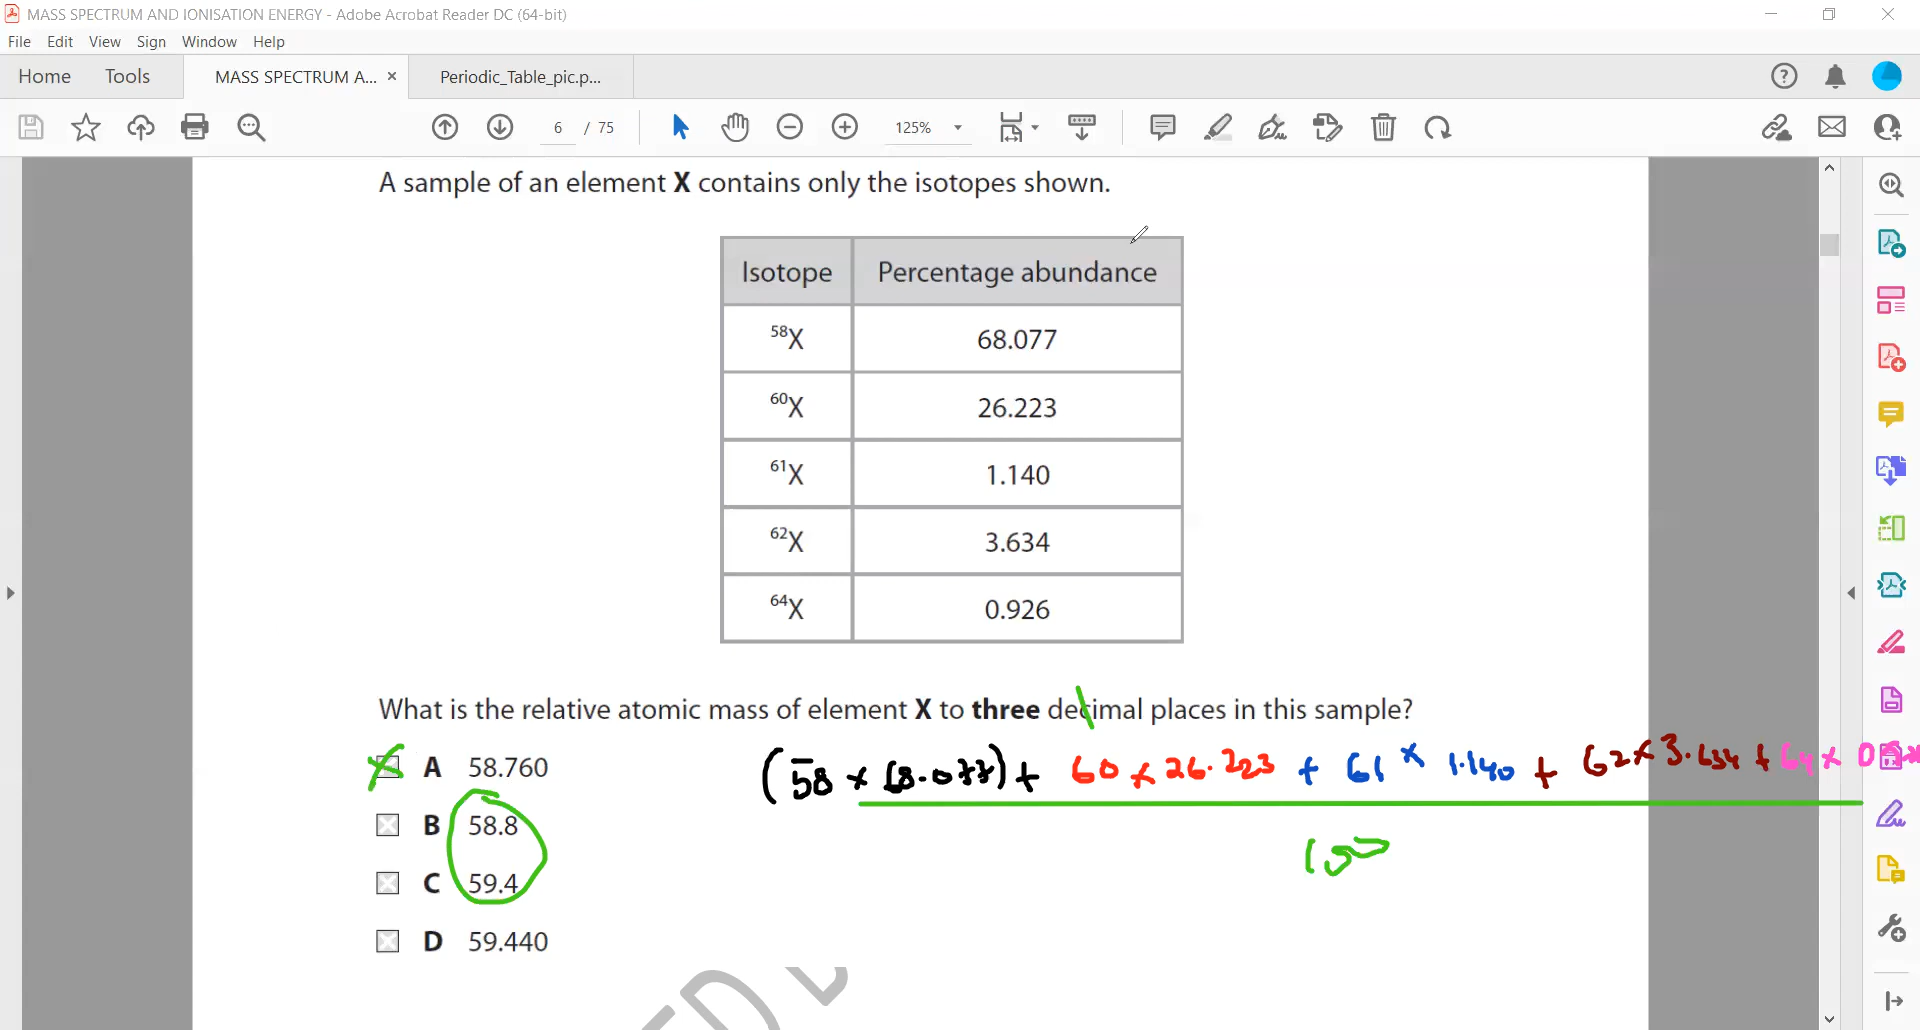 MASS SPECTRUM AND IONISATION ENERGY - Adobe Acrobat Reader DC (64-bit)
File Edit View Sign Window Help
Home Tools MASS SPECTRUM A... × Periodic_Table_pic.p...
6 / 75 125%
A sample of an element X contains only the isotopes shown.
Isotope Percentage abundance
58X 68.077
60X 26.223
61X 1.140
62X 3.634
64X 0.926
What is the relative atomic mass of element X to three decimal places in this sample?
A 58.760
(58 × 68.077) + 60 × 26.223 + 61 × 1.140 + 62 × 3.634 + 64 ×
B 58.8
100
C 59.4
D 59.440